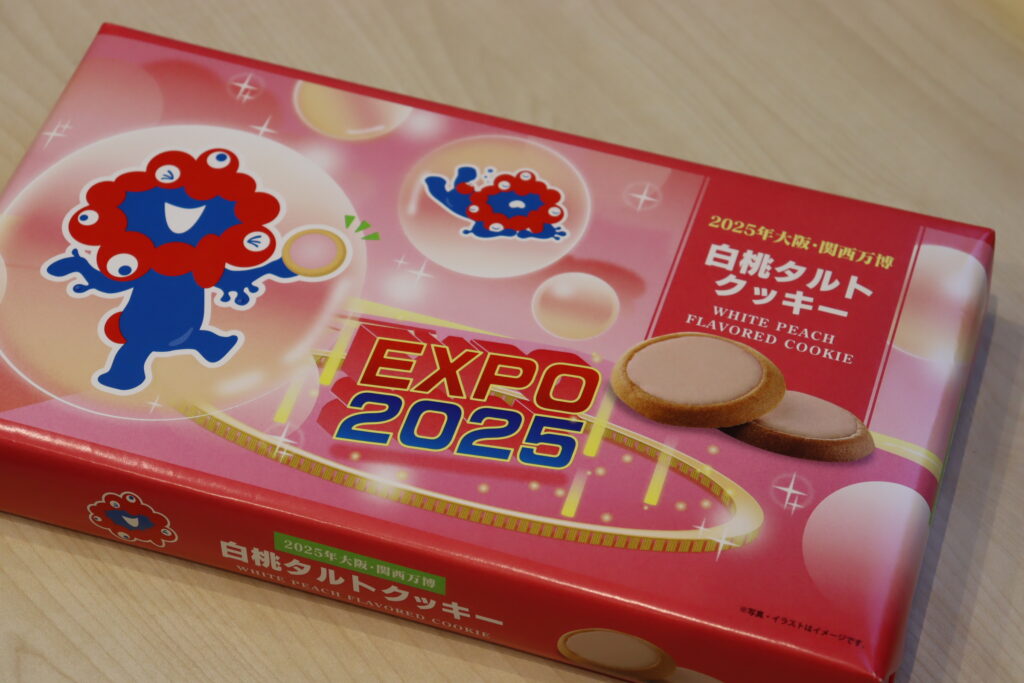 2025年大阪・関西万博
白桃タルト
クッキー
WHITE PEACH
FLAVORED COOKIE
EXPO
2025
※写真・イラストはイメージです。
2025年大阪・関西万博
白桃タルトクッキー
WHITE PEACH FLAVORED COOKIE